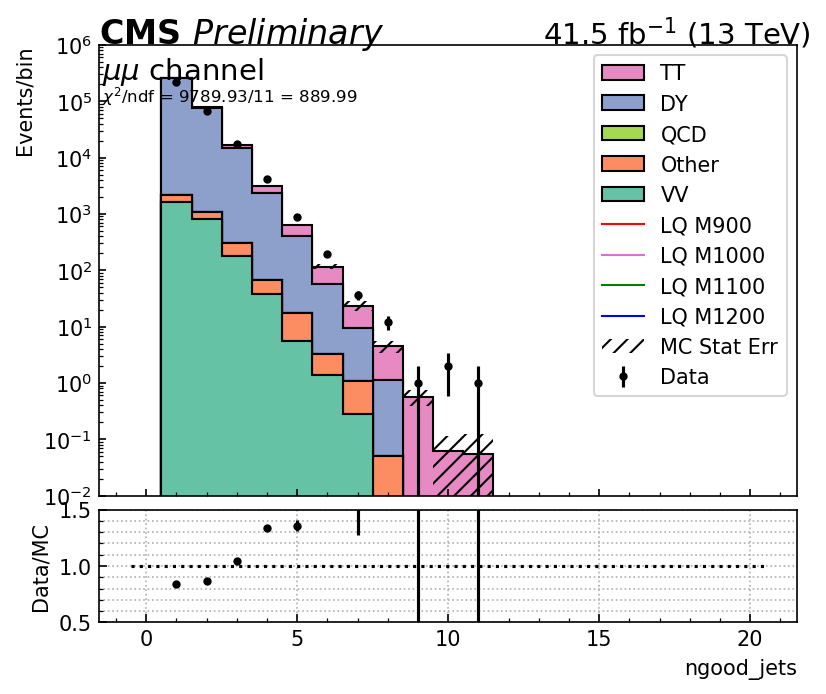 CMS Preliminary 41.5 fb⁻¹ (13 TeV)
μμ channel
χ²/ndf = 9789.93/11 = 889.99
Events/bin
10⁶
10⁵
10⁴
10³
10²
10¹
10⁰
10⁻¹
10⁻²
TT
DY
QCD
Other
VV
LQ M900
LQ M1000
LQ M1100
LQ M1200
MC Stat Err
Data
Data/MC
1.5
1.0
0.5
0 5 10 15 20
ngood_jets